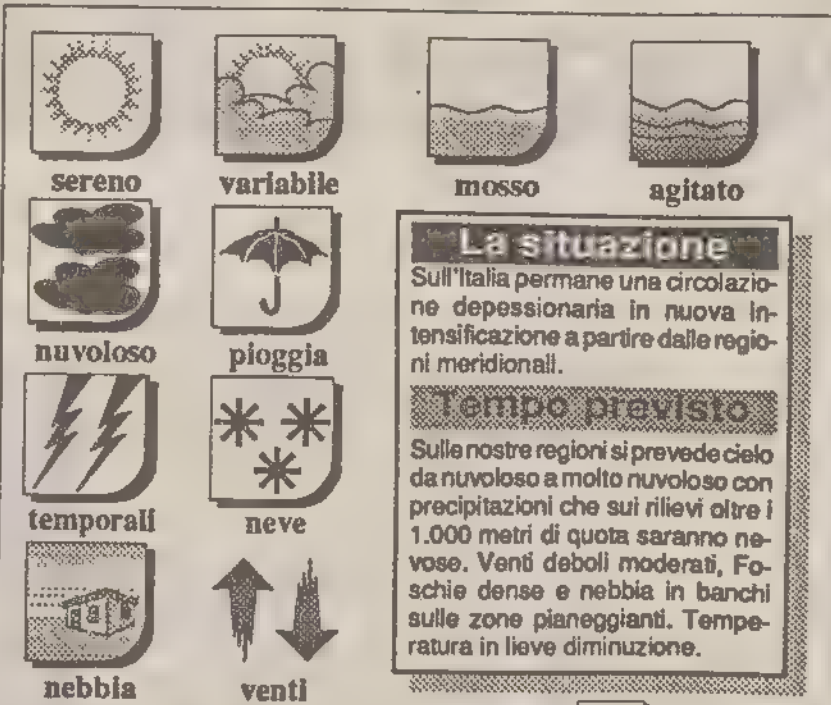 sereno variabile mosso agitato
nuvoloso pioggia
temporali neve
nebbia venti
La situazione
Sull'Italia permane una circolazio-
ne depessionaria in nuova in-
tensificazione a partire dalle regio-
ni meridionali.
Tempo previsto
Sulle nostre regioni si prevede cielo
da nuvoloso a molto nuvoloso con
precipitazioni che sui rilievi oltre i
1.000 metri di quota saranno ne-
vose. Venti deboli moderati, Fo-
schie dense e nebbia in banchi
sulle zone pianeggianti. Tempe-
ratura in lieve diminuzione.